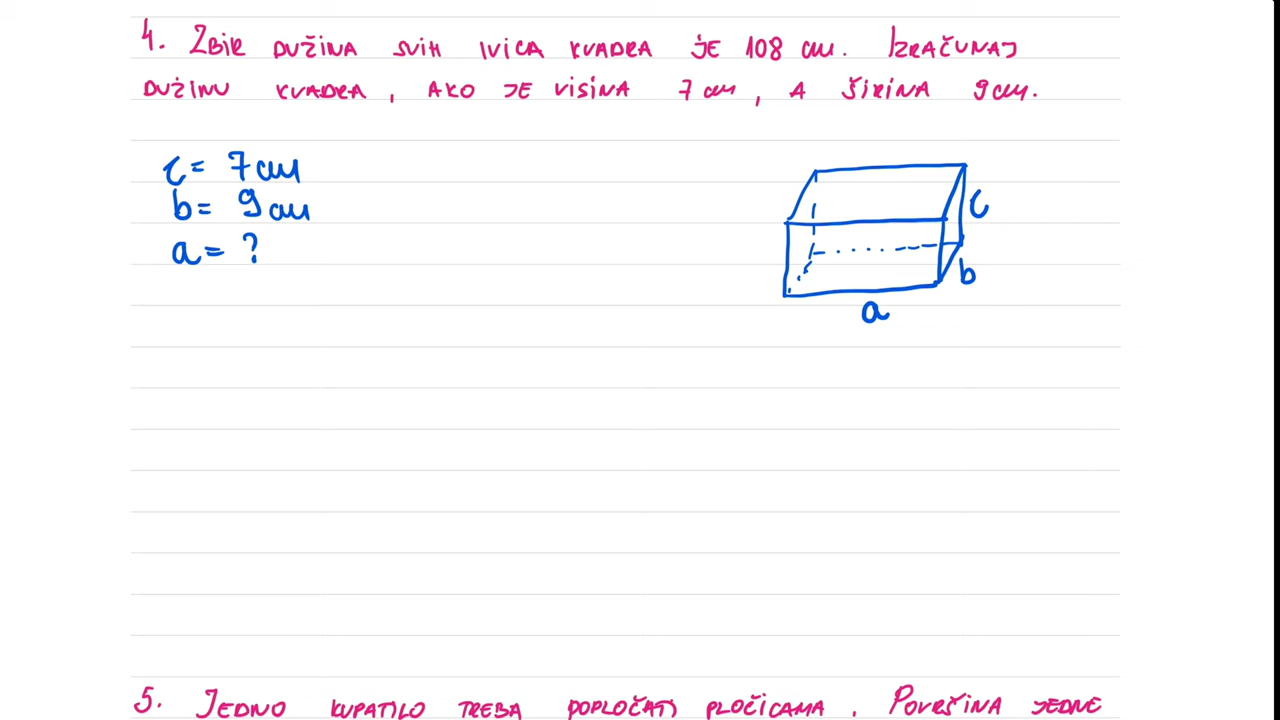 4. Zbir dužina svih ivica kvadra je 108 cm. Izračunaj
dužinu kvadra, ako je visina 7 cm, a širina 9 cm.
c = 7 cm
b = 9 cm
a = ?
c
b
a
5. Jedno kupatilo treba popločati pločicama. Površina jedne